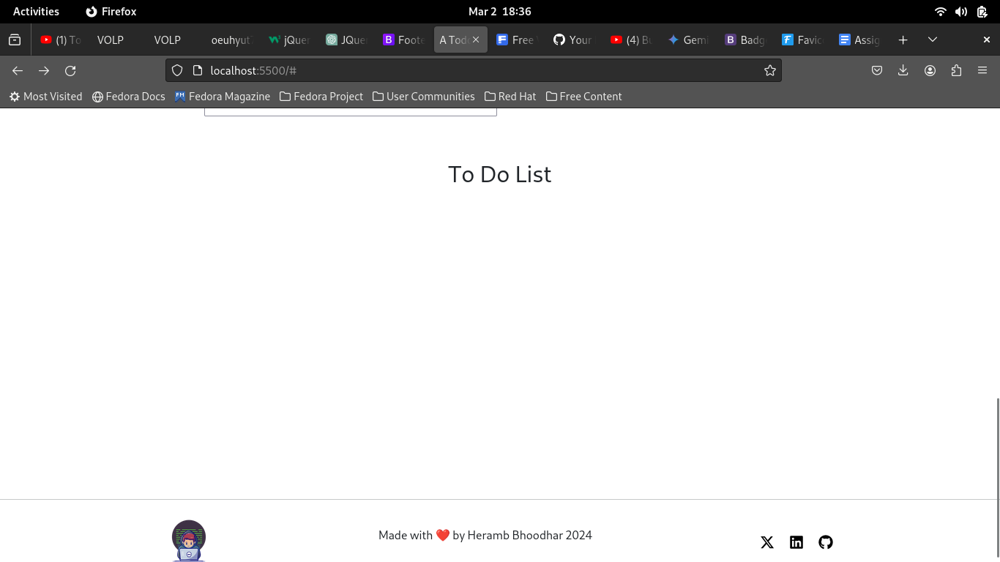 Activities Firefox Mar 2 18:36
(1) To VOLP VOLP oeuhyut jQuer JQue Foote A Tod Free Your (4) Bu Gemi Badg Favic Assig
localhost:5500/#
Most Visited Fedora Docs Fedora Magazine Fedora Project User Communities Red Hat Free Content
To Do List
Made with ❤️ by Heramb Bhoodhar 2024